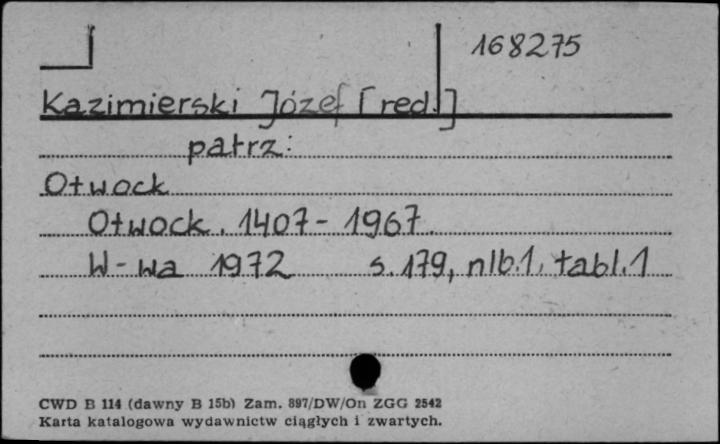 168275
Kazimierski Józef [red.]
patrz:
Otwock
Otwock. 1407-1967.
W-wa 1972 s. 179, nlb. 1, tabl. 1
CWD B 114 (dawny B 15b) Zam. 897/DW/On ZGG 2542
Karta katalogowa wydawnictw ciągłych i zwartych.